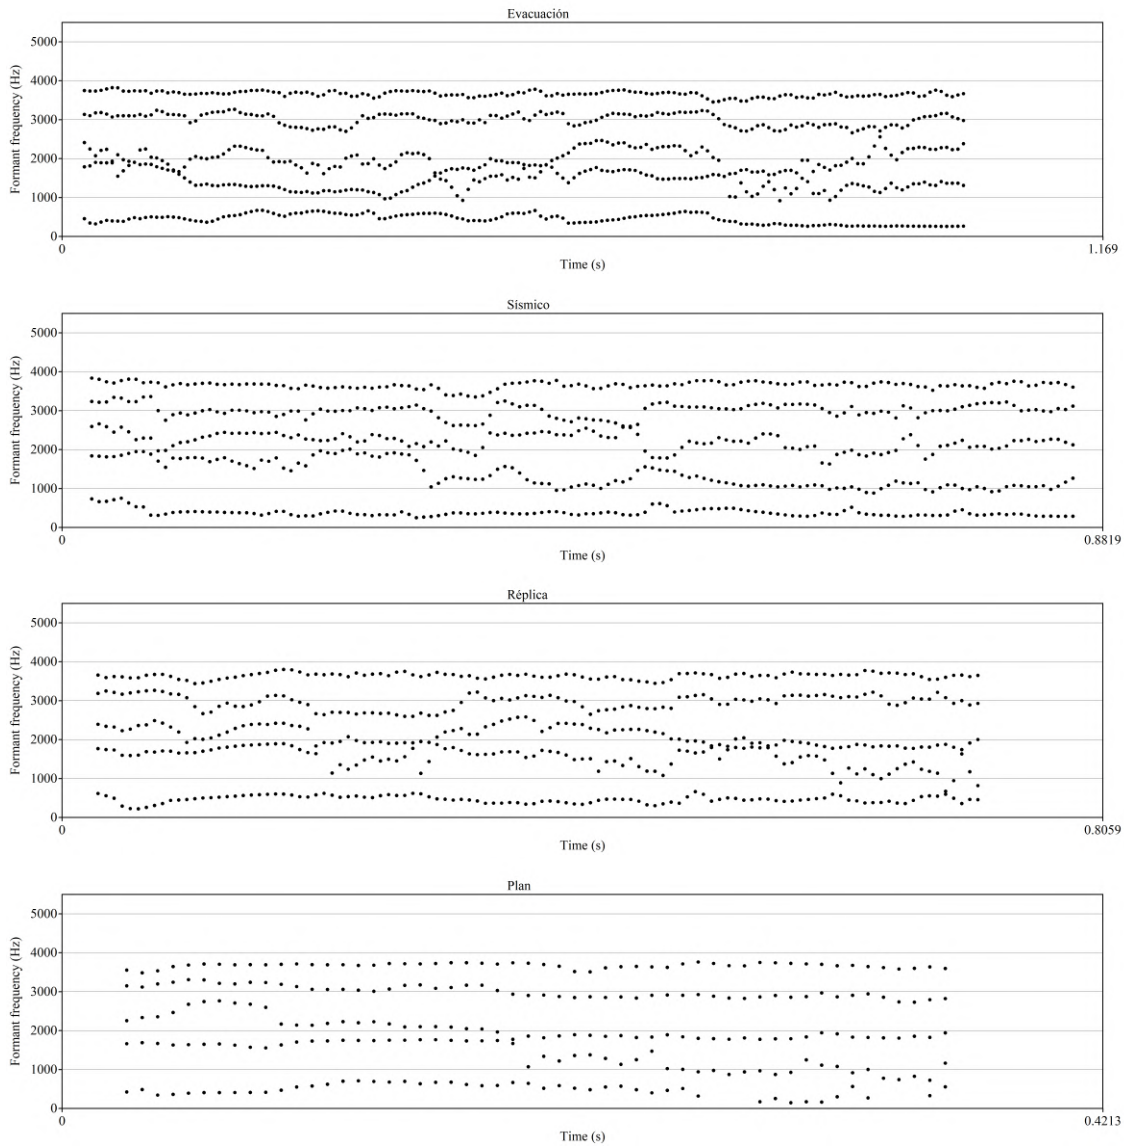 Evacuación
Formant frequency (Hz)
5000
4000
3000
2000
1000
0
0
1.169
Time (s)
Sísmico
Formant frequency (Hz)
5000
4000
3000
2000
1000
0
0
0.8819
Time (s)
Réplica
Formant frequency (Hz)
5000
4000
3000
2000
1000
0
0
0.8059
Time (s)
Plan
Formant frequency (Hz)
5000
4000
3000
2000
1000
0
0
0.4213
Time (s)